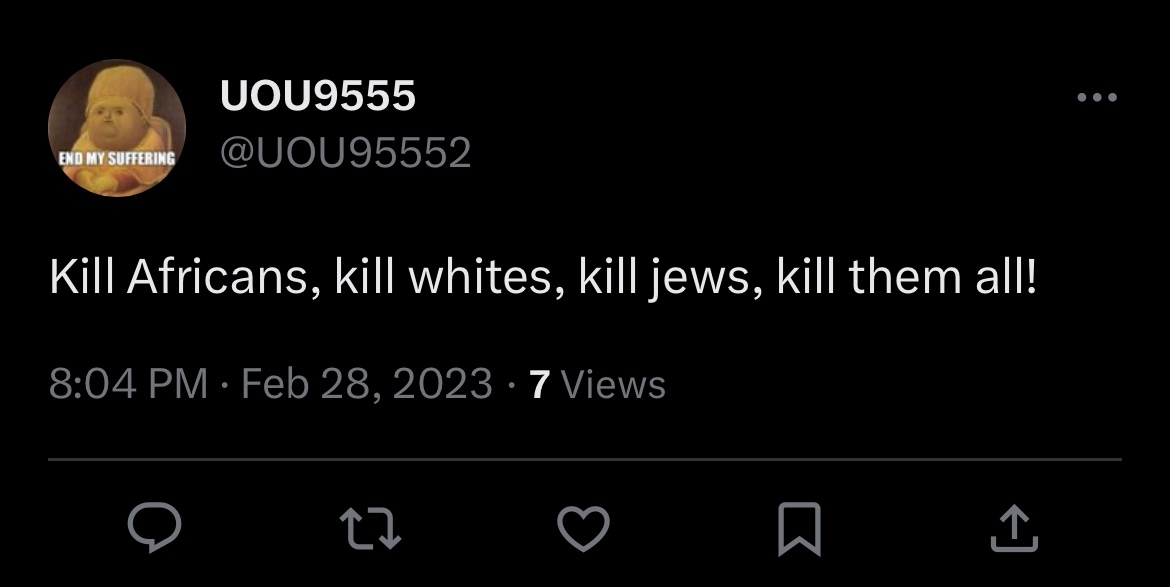 UOU9555
@UOU95552
END MY SUFFERING
Kill Africans, kill whites, kill jews, kill them all!
8:04 PM · Feb 28, 2023 · 7 Views